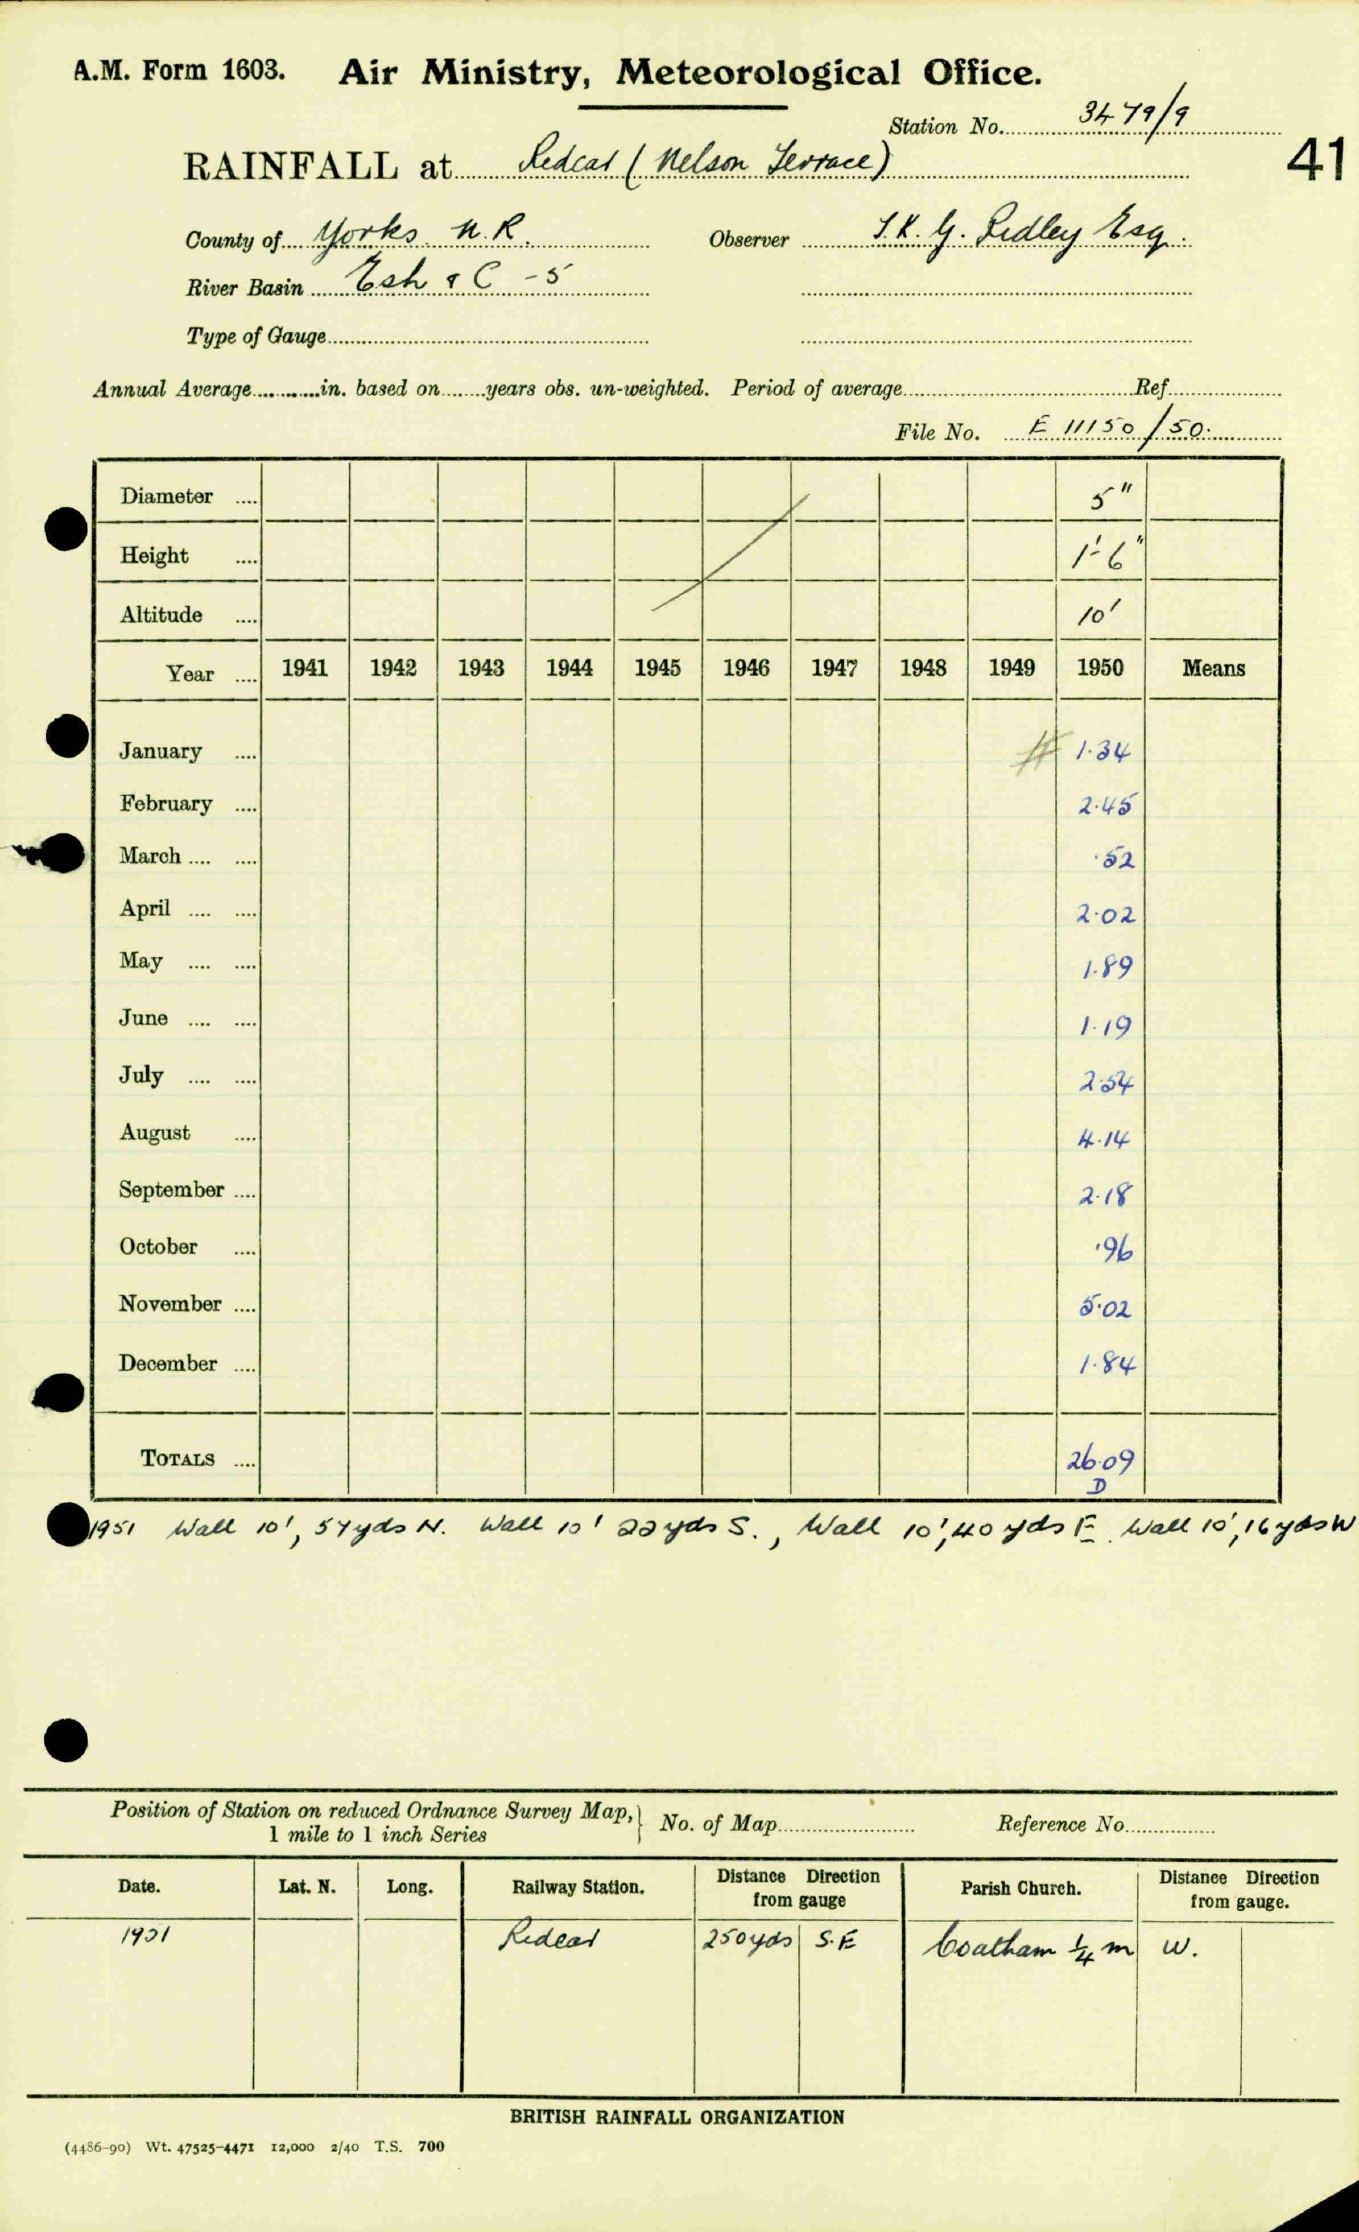 A.M. Form 1603. Air Ministry, Meteorological Office.
Station No. 3479/9
RAINFALL at Redcar (Nelson Terrace) 41
County of Yorks. N.R. Observer J.K.G. Ridley Esq.
River Basin Esk & C -5
Type of Gauge
Annual Average in. based on years obs. un-weighted. Period of average Ref.
File No. E 11150/50.
Diameter 5"
Height 1'-6"
Altitude 10'
Year 1941 1942 1943 1944 1945 1946 1947 1948 1949 1950 Means
January # 1.34
February 2.45
March .52
April 2.02
May 1.89
June 1.19
July 2.54
August 4.14
September 2.18
October .96
November 5.02
December 1.84
TOTALS 26.09
D
1951 Wall 10', 54yds N. Wall 10' 22yds S., Wall 10', 40 yds E. Wall 10', 16yds W
Position of Station on reduced Ordnance Survey Map, } No. of Map Reference No.
1 mile to 1 inch Series
Date. Lat. N. Long. Railway Station. Distance Direction from gauge Parish Church. Distance Direction from gauge.
1951 Redcar 250yds S.E Coatham ¼ m W.
BRITISH RAINFALL ORGANIZATION
(4486-90) Wt. 47525-4471 12,000 2/40 T.S. 700